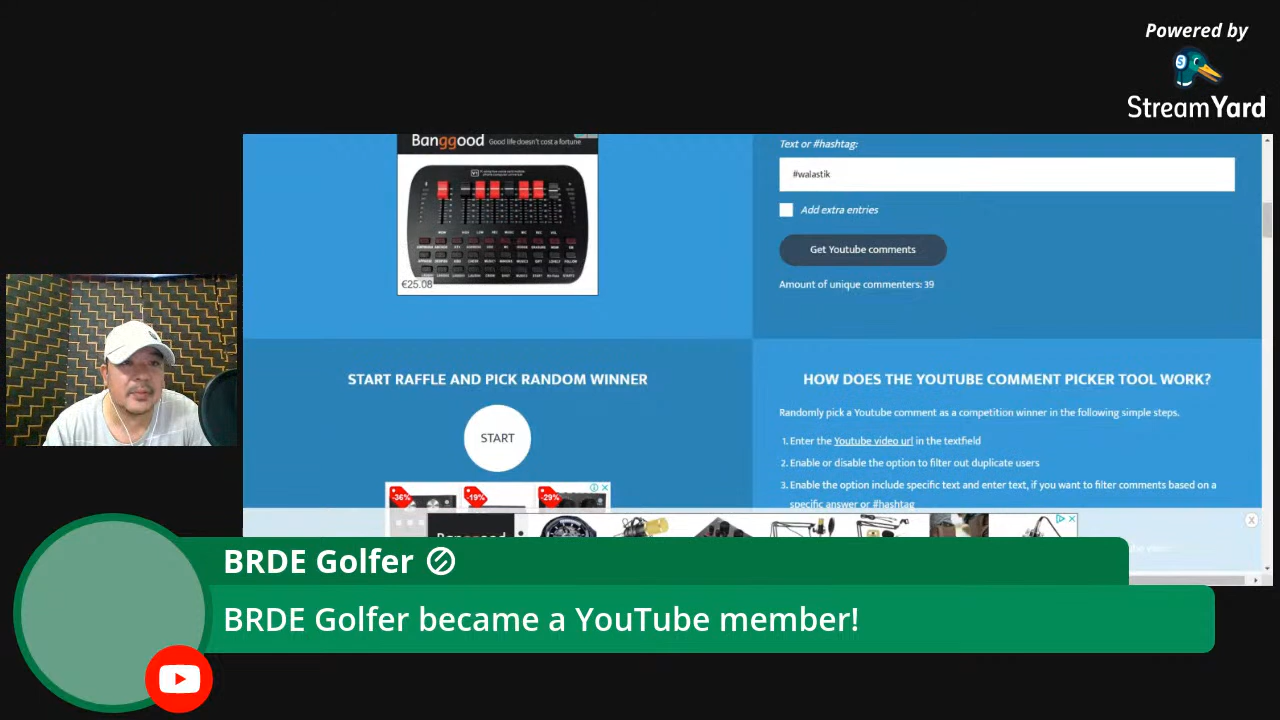 Powered by
StreamYard
Banggood Good life doesn't cost a fortune
€25.08
Text or #hashtag:
#walastik
Add extra entries
Get Youtube comments
Amount of unique commenters: 39
START RAFFLE AND PICK RANDOM WINNER
START
-36%
-19%
-29%
HOW DOES THE YOUTUBE COMMENT PICKER TOOL WORK?
Randomly pick a Youtube comment as a competition winner in the following simple steps.
1. Enter the Youtube video url in the textfield
2. Enable or disable the option to filter out duplicate users
3. Enable the option include specific text and enter text, if you want to filter comments based on a
specific answer or #hashtag
BRDE Golfer
BRDE Golfer became a YouTube member!